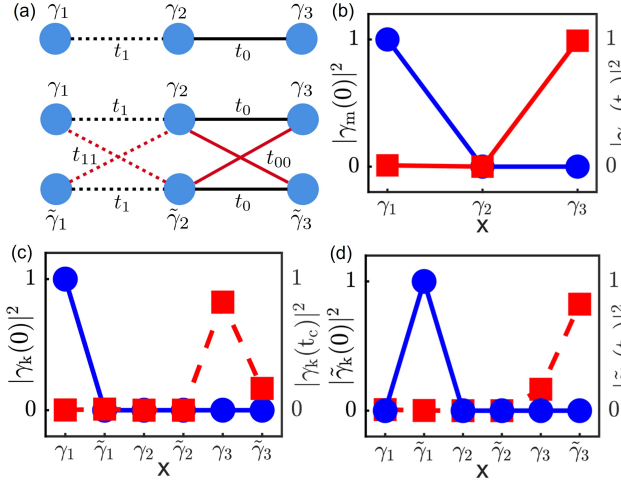 (a)
γ₁ γ₂ γ₃
t₁ t₀
γ₁ γ₂ γ₃
t₁ t₀
t₁₁ t₀₀
t₁ t₀
γ̃₁ γ̃₂ γ̃₃
(b)
|γₘ(0)|²
1
0
γ₁ γ₂ γ₃
x
1
0
(c)
|γₖ(0)|²
1
0
γ₁ γ̃₁ γ₂ γ̃₂ γ₃ γ̃₃
x
1
0
|γₖ(t꜀)|²
(d)
|γ̃ₖ(0)|²
1
0
γ₁ γ̃₁ γ₂ γ̃₂ γ₃ γ̃₃
x
1
0